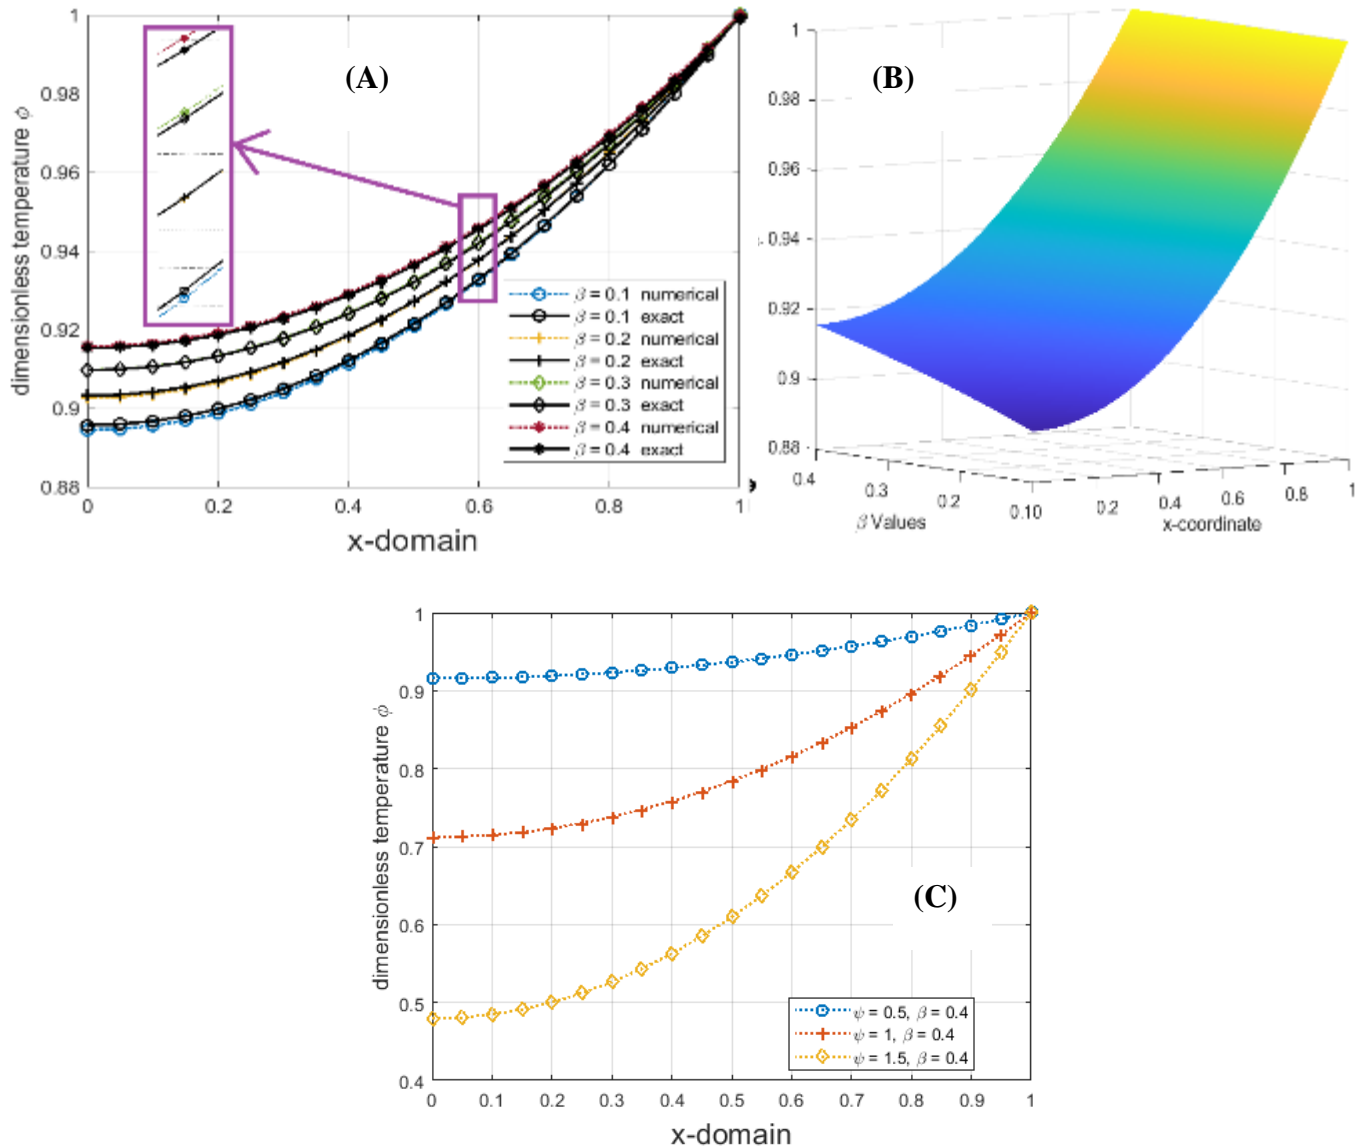 1
0.98
0.96
0.94
0.92
0.9
0.88
0
0.2
0.4
0.6
0.8
1
dimensionless temperature ϕ
x-domain
(A)
β = 0.1 numerical
β = 0.1 exact
β = 0.2 numerical
β = 0.2 exact
β = 0.3 numerical
β = 0.3 exact
β = 0.4 numerical
β = 0.4 exact
(B)
1
0.98
0.96
0.94
0.92
0.9
0.88
0.4
0.3
0.2
0.10
0.2
0.4
0.6
0.8
1
β Values
x-coordinate
1
0.9
0.8
0.7
0.6
0.5
0.4
0
0.1
0.2
0.3
0.4
0.5
0.6
0.7
0.8
0.9
1
dimensionless temperature ϕ
x-domain
(C)
ψ = 0.5, β = 0.4
ψ = 1, β = 0.4
ψ = 1.5, β = 0.4